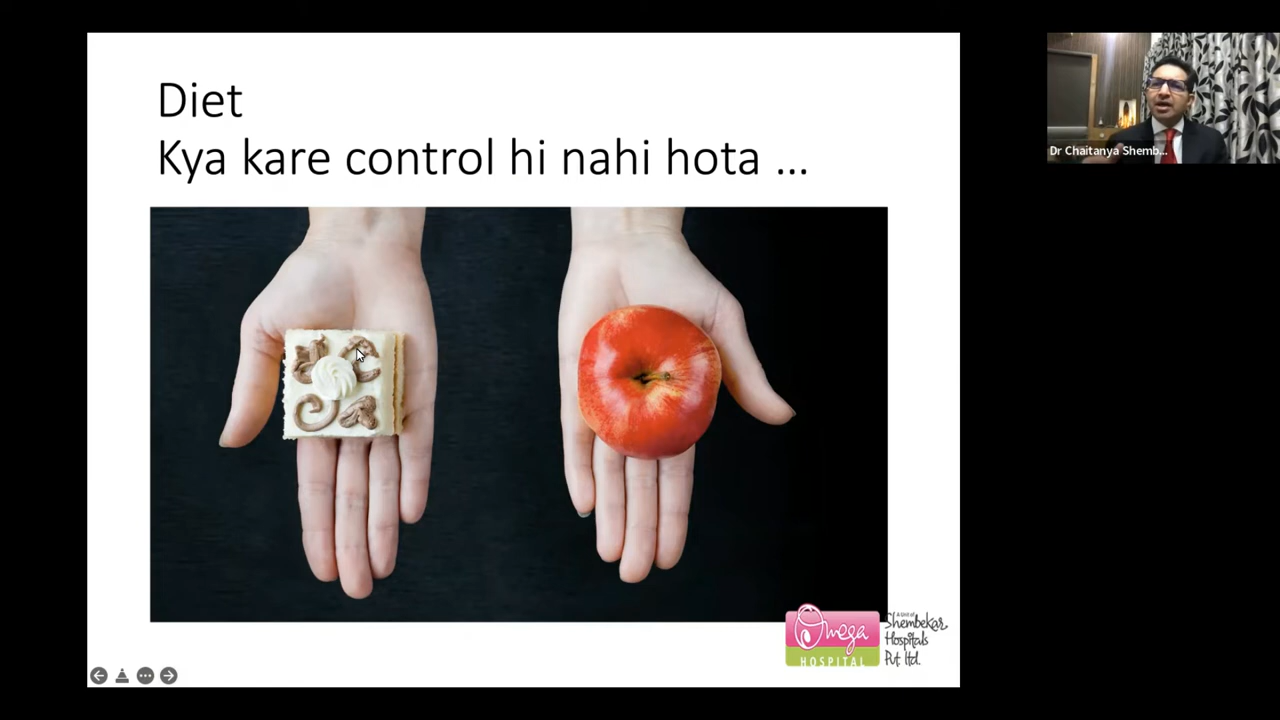 Diet
Kya kare control hi nahi hota ...
Dr Chaitanya Shemb...
Omega
HOSPITAL
A Unit of
Shembekar
Hospitals
Pvt. ltd.